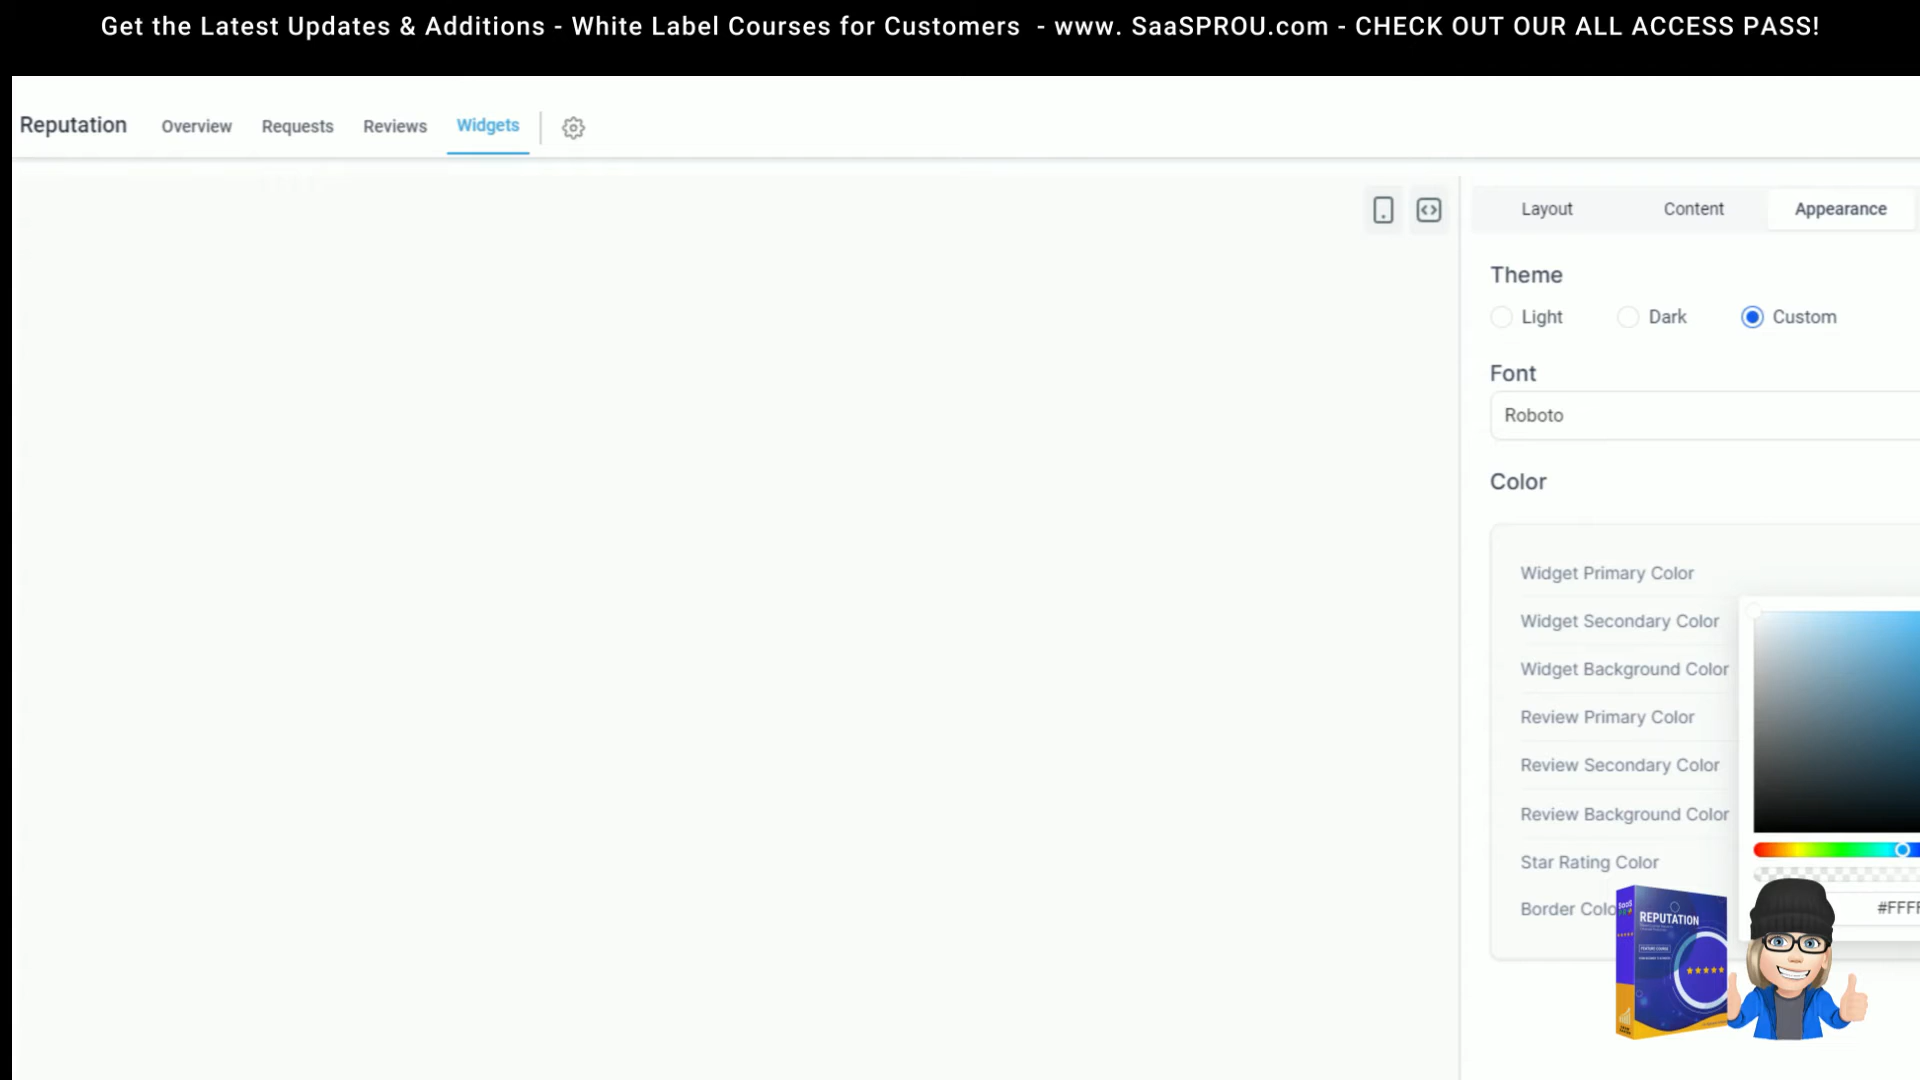 Get the Latest Updates & Additions - White Label Courses for Customers - www. SaaSPROU.com - CHECK OUT OUR ALL ACCESS PASS!
Reputation Overview Requests Reviews Widgets
Layout Content Appearance
Theme
Light Dark Custom
Font
Roboto
Color
Widget Primary Color
Widget Secondary Color
Widget Background Color
Review Primary Color
Review Secondary Color
Review Background Color
Star Rating Color
Border Colo
#FFFF
REPUTATION